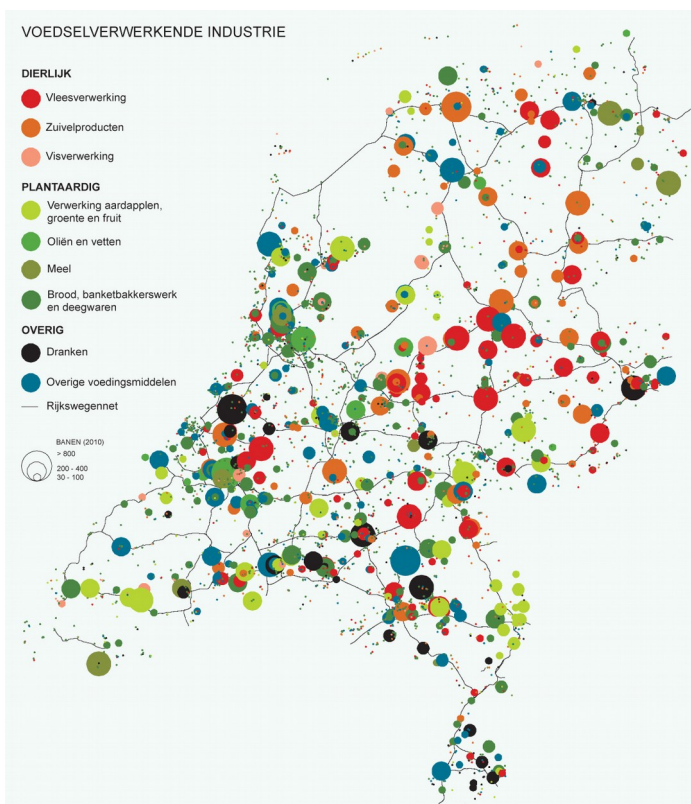 VOEDSELVERWERKENDE INDUSTRIE
DIERLIJK
Vleesverwerking
Zuivelproducten
Visverwerking
PLANTAARDIG
Verwerking aardapplen,
groente en fruit
Oliën en vetten
Meel
Brood, banketbakkerswerk
en deegwaren
OVERIG
Dranken
Overige voedingsmiddelen
Rijkswegennet
BANEN (2010)
> 800
200 - 400
30 - 100